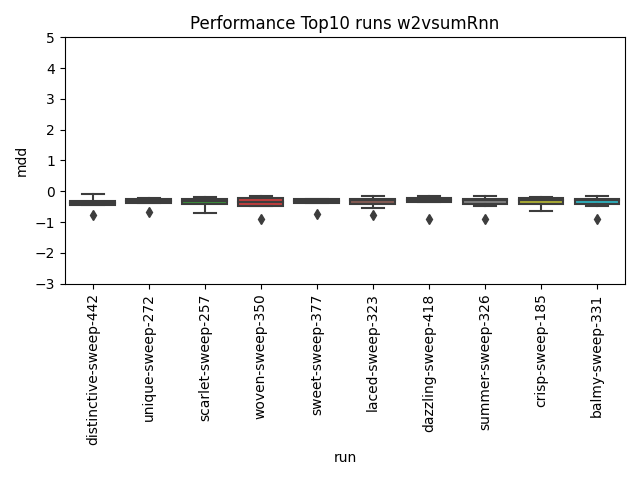 Performance Top10 runs w2vsumRnn
mdd
5
4
3
2
1
0
−1
−2
−3
distinctive-sweep-442
unique-sweep-272
scarlet-sweep-257
woven-sweep-350
sweet-sweep-377
laced-sweep-323
dazzling-sweep-418
summer-sweep-326
crisp-sweep-185
balmy-sweep-331
run